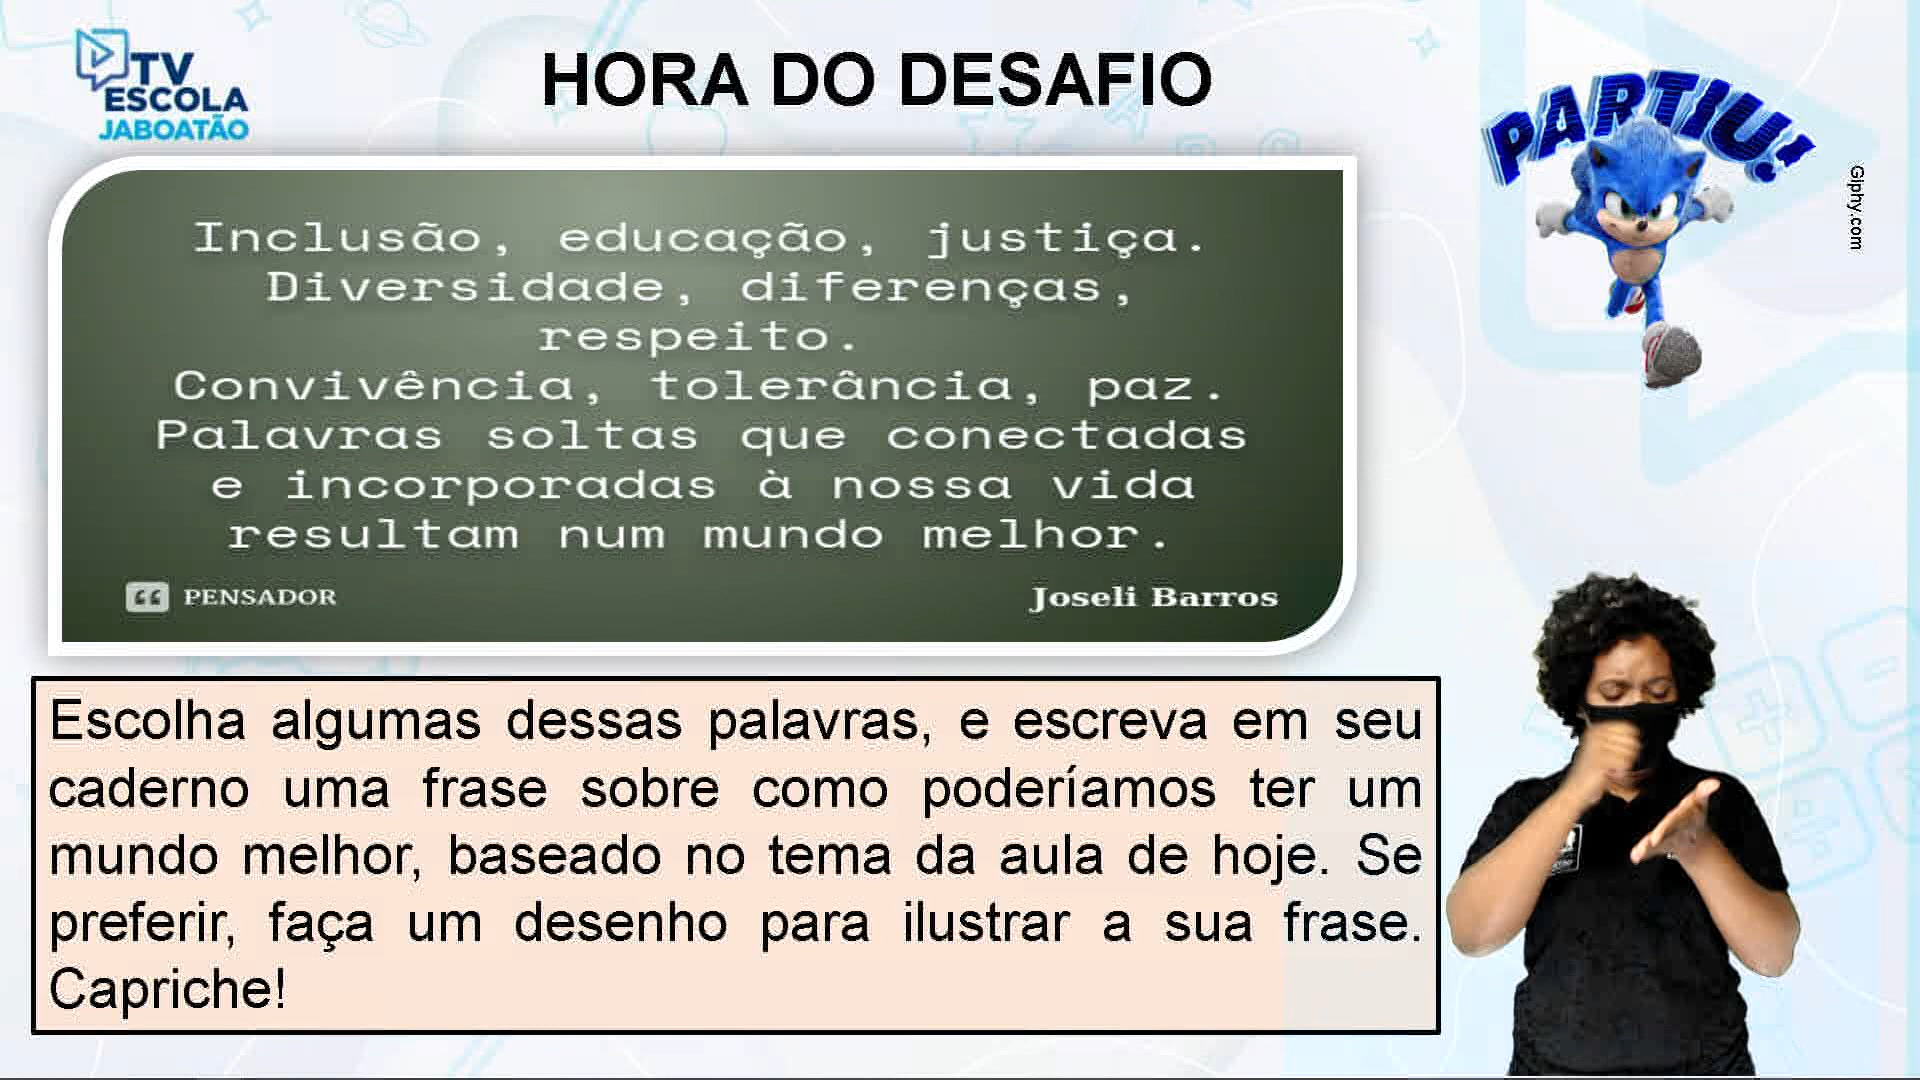 TV
ESCOLA
JABOATÃO
HORA DO DESAFIO
PARTIU!
Giphy.com
Inclusão, educação, justiça.
Diversidade, diferenças,
respeito.
Convivência, tolerância, paz.
Palavras soltas que conectadas
e incorporadas à nossa vida
resultam num mundo melhor.
PENSADOR
Joseli Barros
Escolha algumas dessas palavras, e escreva em seu
caderno uma frase sobre como poderíamos ter um
mundo melhor, baseado no tema da aula de hoje. Se
preferir, faça um desenho para ilustrar a sua frase.
Capriche!